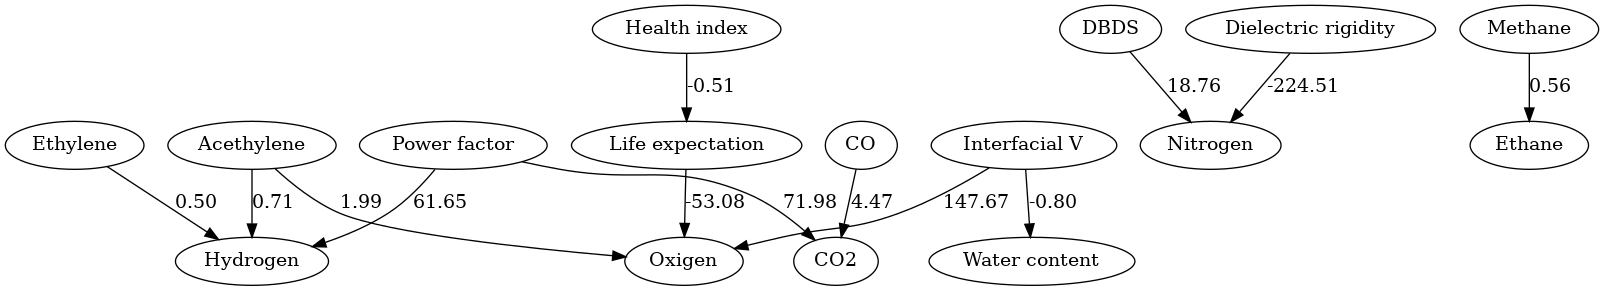 Health index
DBDS
Dielectric rigidity
Methane
-0.51
18.76
-224.51
0.56
Ethylene
Acethylene
Power factor
Life expectation
CO
Interfacial V
Nitrogen
Ethane
0.50
0.71
1.99
61.65
-53.08
71.98
4.47
147.67
-0.80
Hydrogen
Oxigen
CO2
Water content